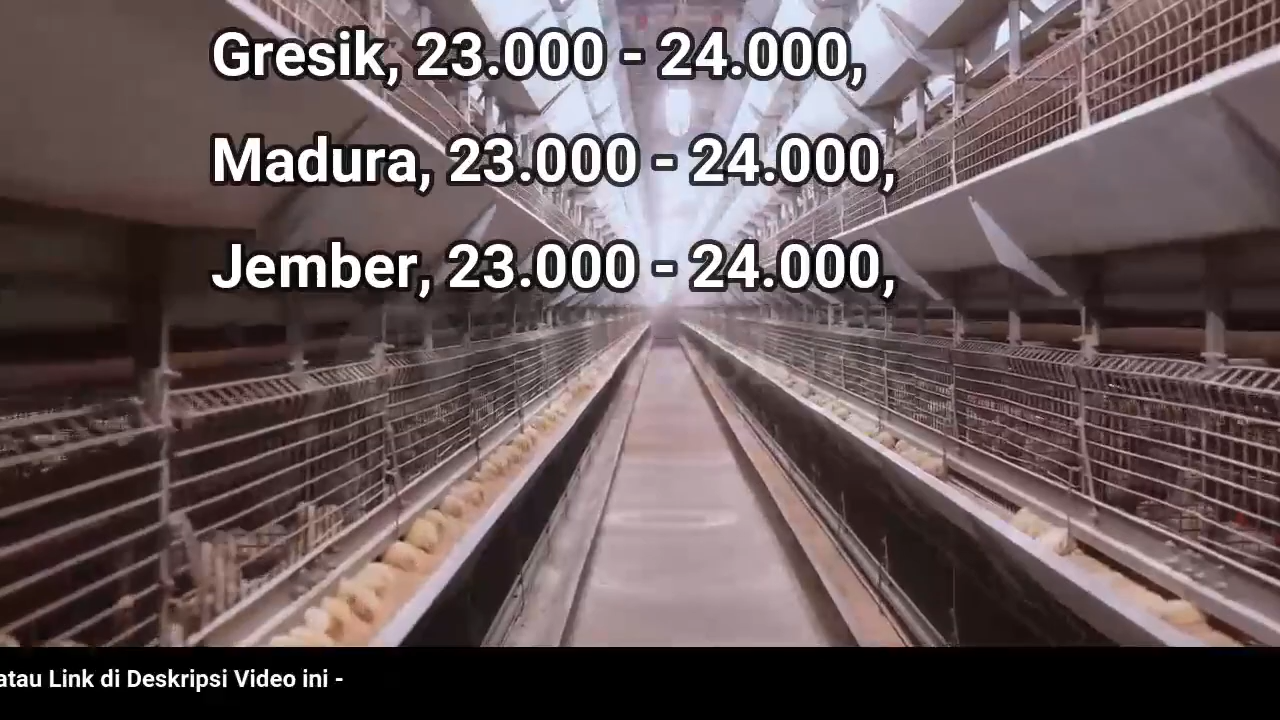 Gresik, 23.000 - 24.000,
Madura, 23.000 - 24.000,
Jember, 23.000 - 24.000,
atau Link di Deskripsi Video ini -